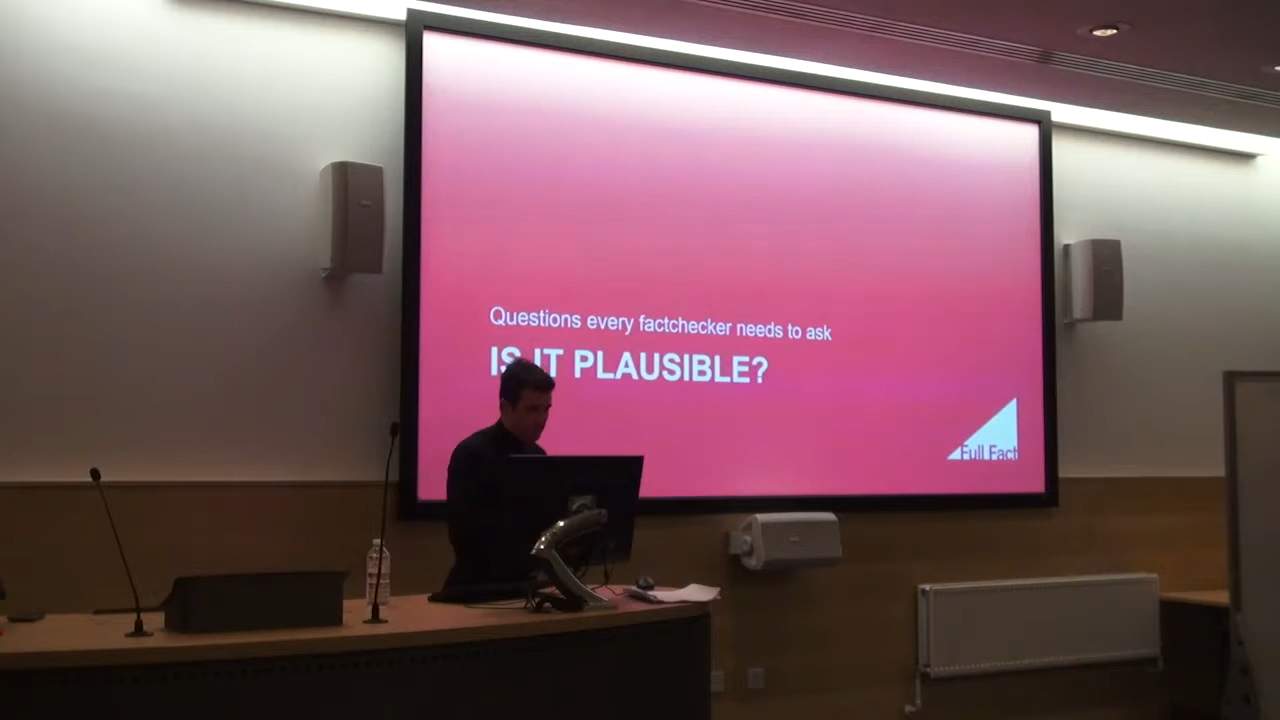 Questions every factchecker needs to ask
IS IT PLAUSIBLE?
Full Fact